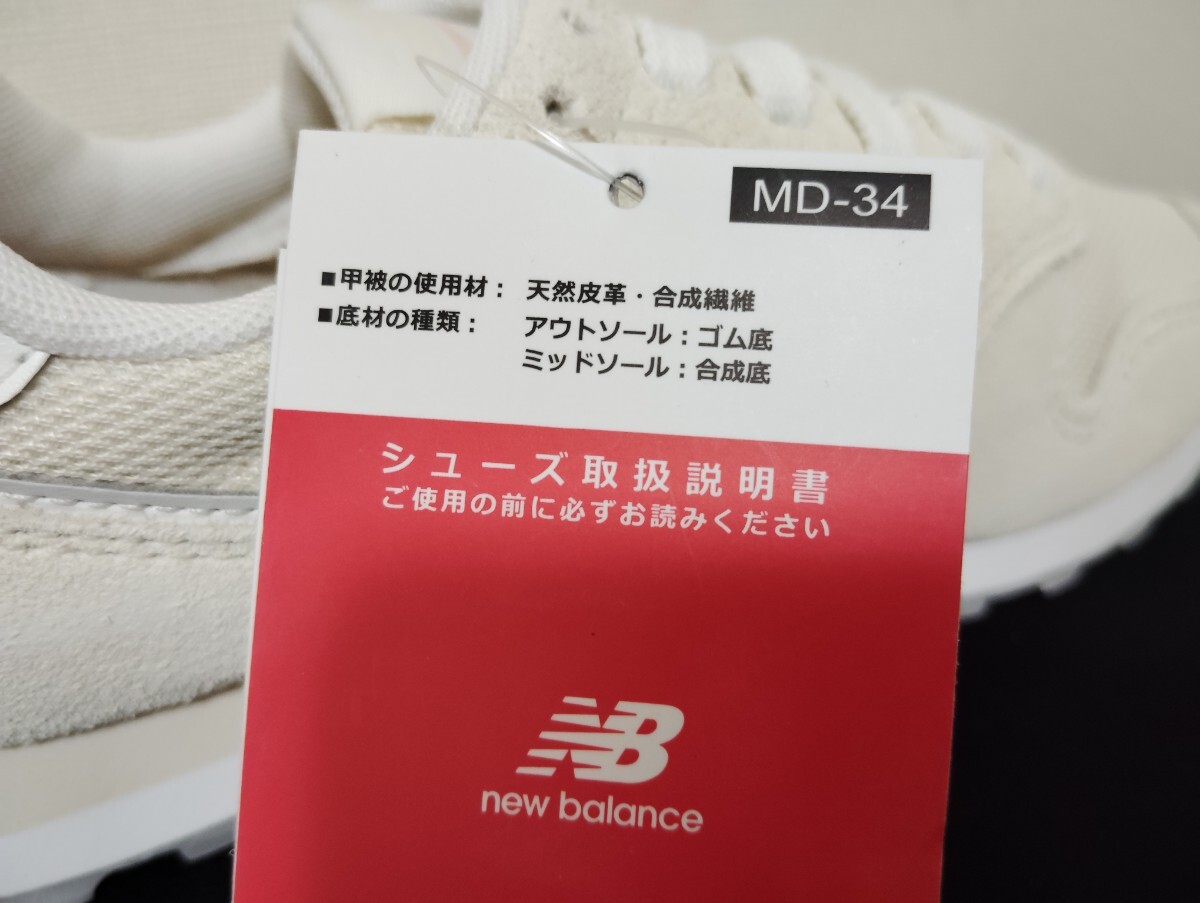 MD-34
■甲被の使用材： 天然皮革・合成繊維
■底材の種類： アウトソール：ゴム底
ミッドソール：合成底
シューズ取扱説明書
ご使用の前に必ずお読みください
NB
new balance